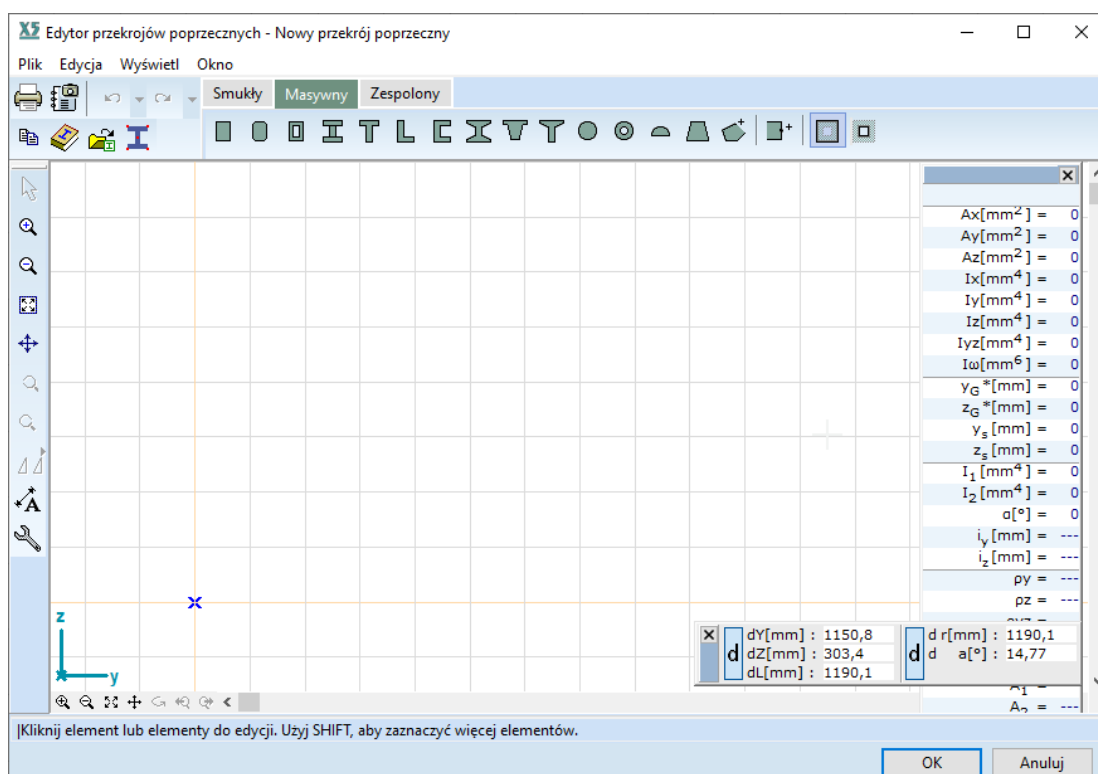 X5 Edytor przekrojów poprzecznych - Nowy przekrój poprzeczny
Plik Edycja Wyświetl Okno
Smukły Masywny Zespolony
Ax[mm2] = 0
Ay[mm2] = 0
Az[mm2] = 0
Ix[mm4] = 0
Iy[mm4] = 0
Iz[mm4] = 0
Iyz[mm4] = 0
Iω[mm6] = 0
yG*[mm] = 0
zG*[mm] = 0
ys[mm] = 0
zs[mm] = 0
I1[mm4] = 0
I2[mm4] = 0
α[°] = 0
iy[mm] = ---
iz[mm] = ---
ρy = ---
ρz = ---
A1 =
A2 = ---
A
z
y
d dY[mm] : 1150,8
dZ[mm] : 303,4
dL[mm] : 1190,1
d d r[mm] : 1190,1
d a[°] : 14,77
|Kliknij element lub elementy do edycji. Użyj SHIFT, aby zaznaczyć więcej elementów.
OK Anuluj